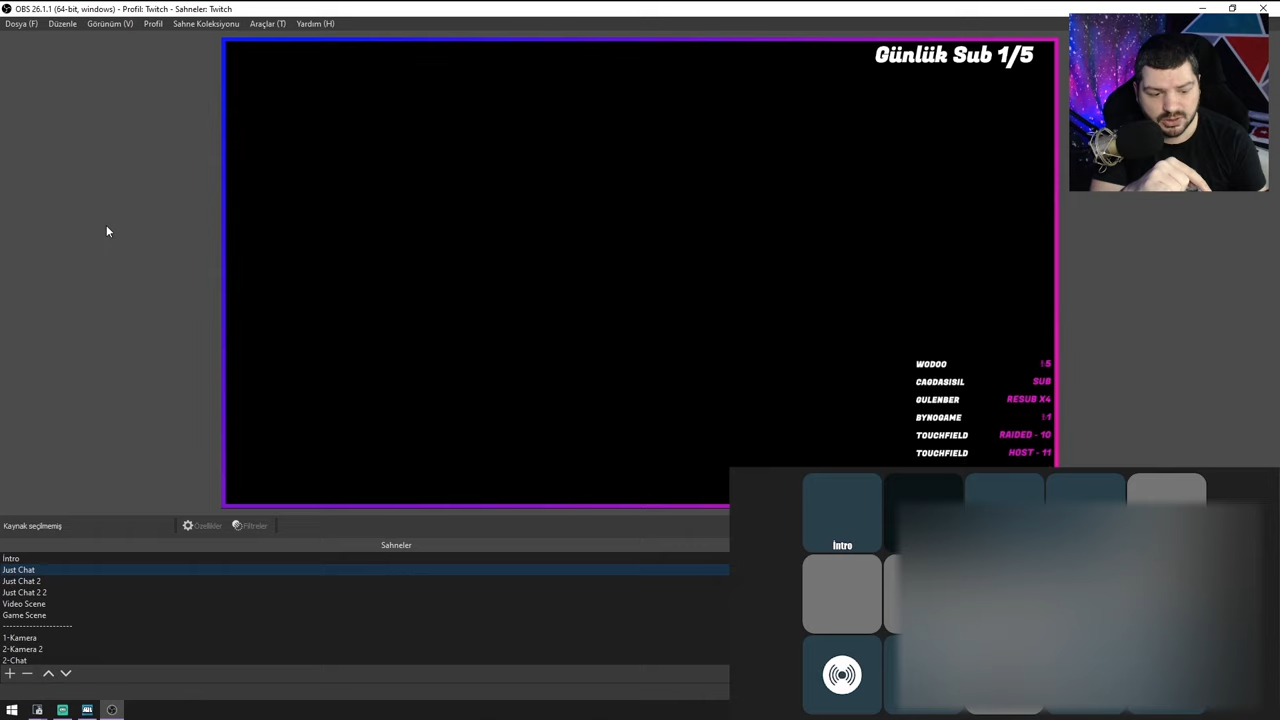 OBS 26.1.1 (64-bit, windows) - Profil: Twitch - Sahneler: Twitch
Dosya (F) Düzenle Görünüm (V) Profil Sahne Koleksiyonu Araçlar (T) Yardım (H)
Günlük Sub 1/5
WODOO !5
CAGDASISIL SUB
GULENBER RESUB X4
BYNOGAME !1
TOUCHFIELD RAIDED - 10
TOUCHFIELD HOST - 11
Kaynak seçilmemiş Özellikler Filtreler
Sahneler
İntro
Just Chat
Just Chat 2
Just Chat 2 2
Video Scene
Game Scene
---------------------
1-Kamera
2-Kamera 2
2-Chat
İntro